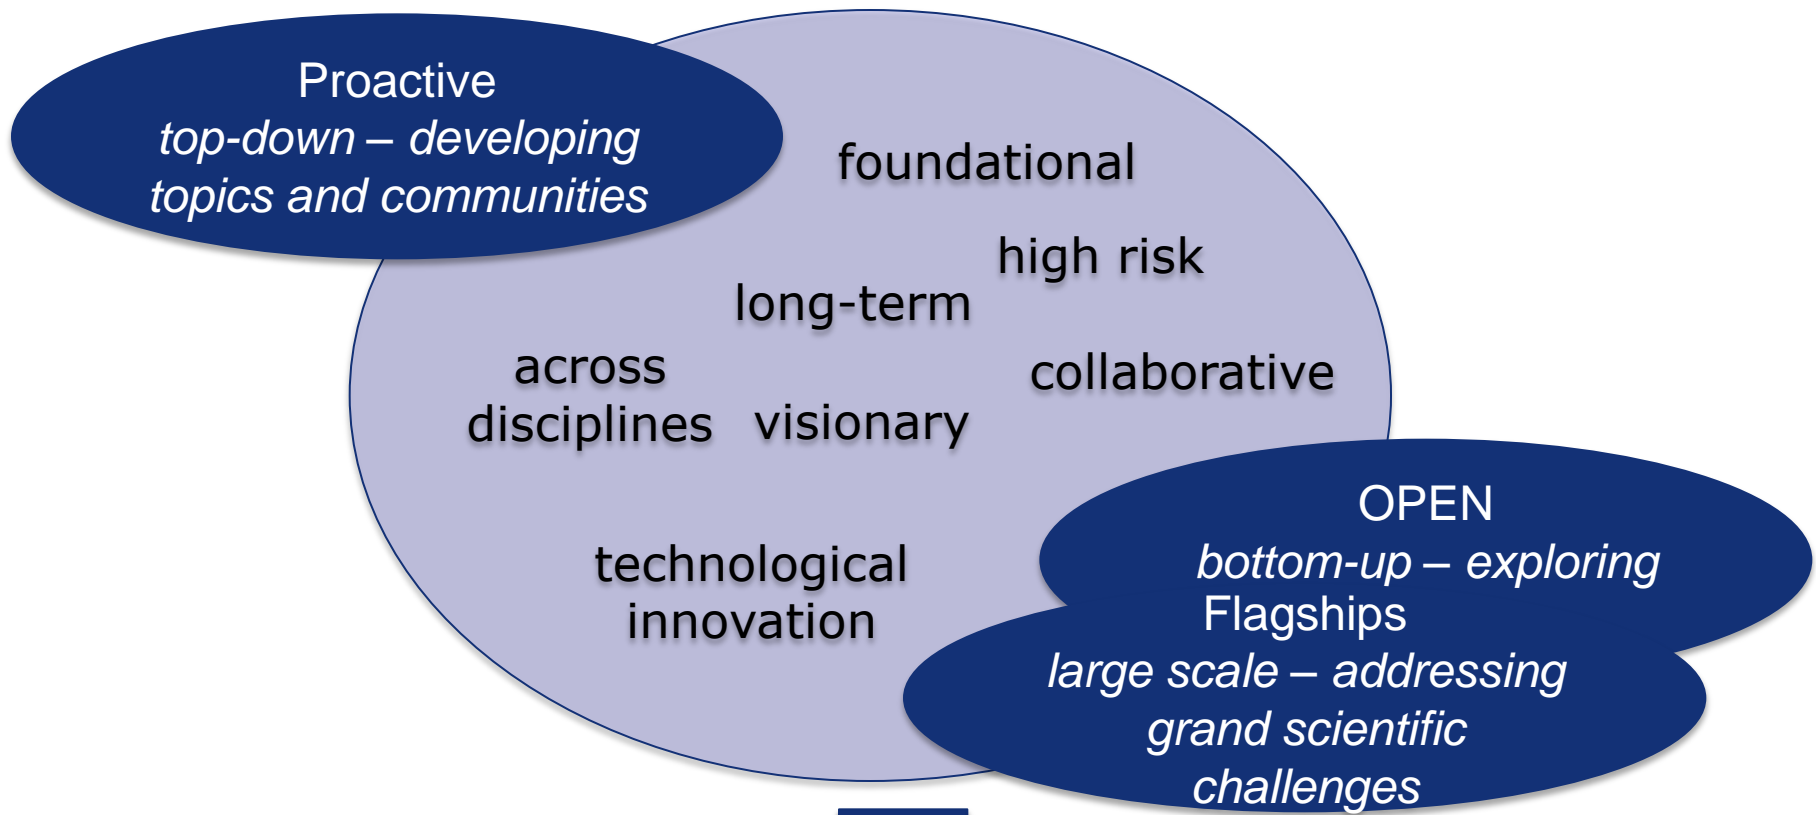 Proactive
top-down – developing
topics and communities
foundational
high risk
long-term
across
disciplines
visionary
collaborative
technological
innovation
OPEN
bottom-up – exploring
Flagships
large scale – addressing
grand scientific
challenges